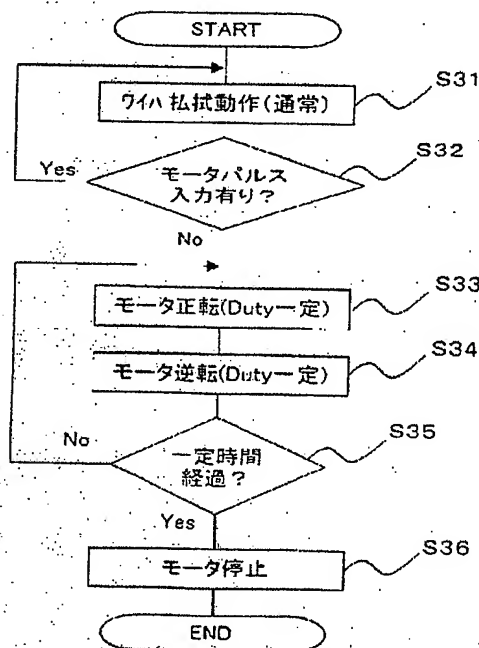 START
ワイハ 払拭動作(通常)
S31
モータパルス
入力有り?
S32
Yes
No
モータ正転(Duty一定)
S33
モータ逆転(Duty一定)
S34
一定時間
経過?
S35
No
Yes
モータ停止
S36
END